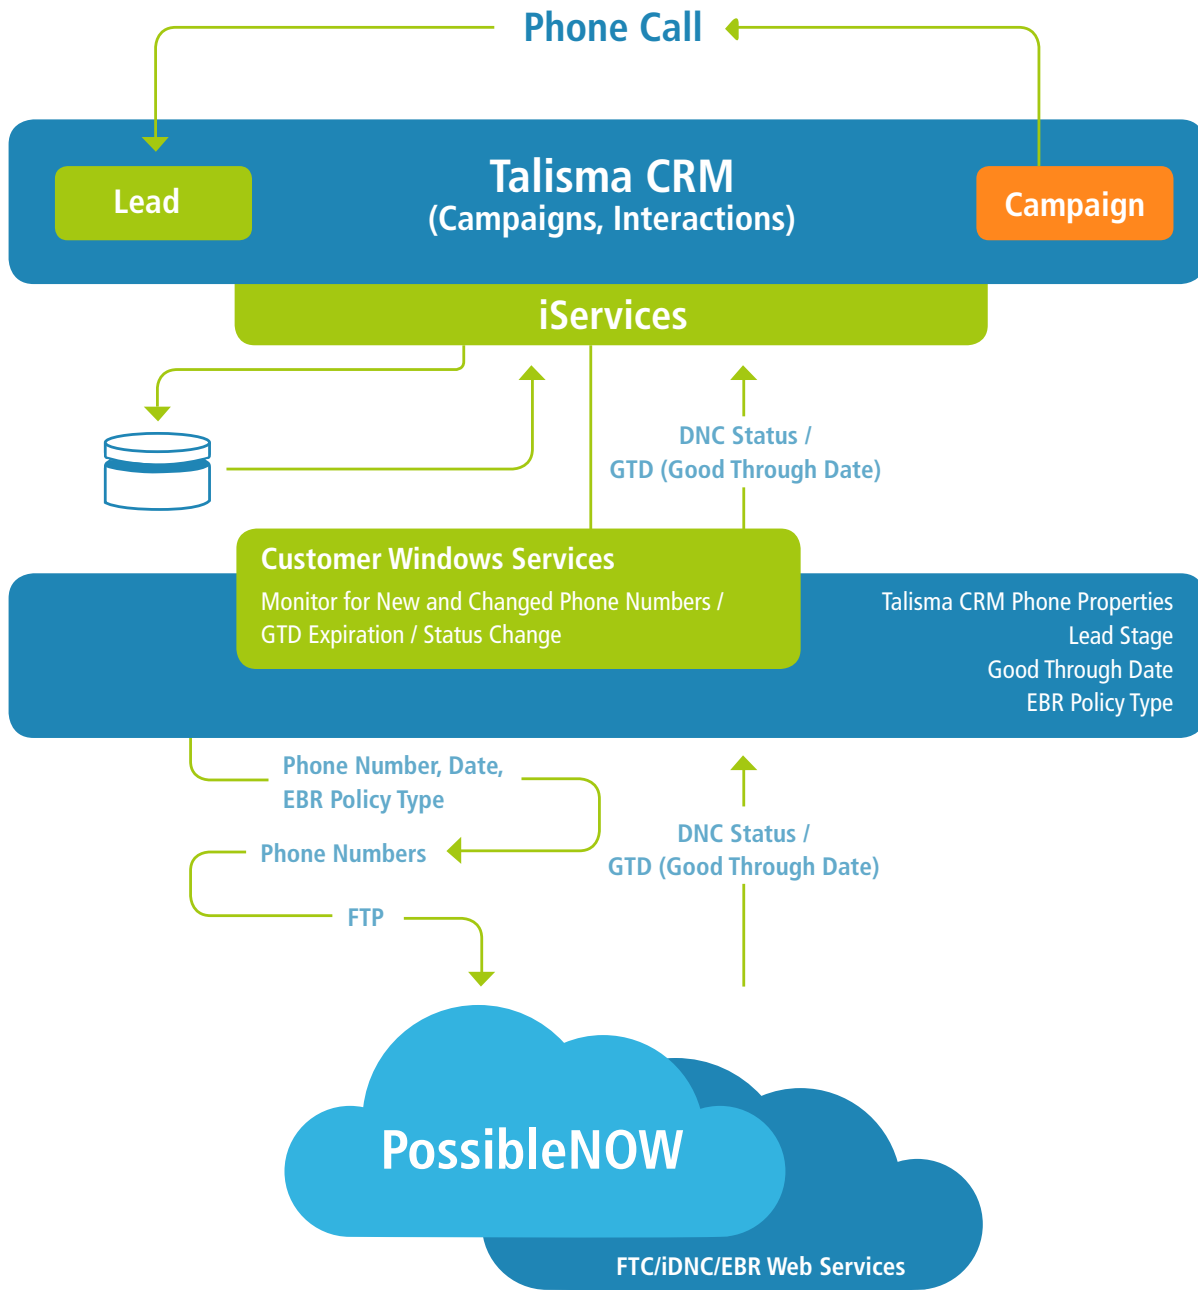 Phone Call
Lead
Talisma CRM
(Campaigns, Interactions)
Campaign
iServices
DNC Status /
GTD (Good Through Date)
Customer Windows Services
Monitor for New and Changed Phone Numbers /
GTD Expiration / Status Change
Talisma CRM Phone Properties
Lead Stage
Good Through Date
EBR Policy Type
Phone Number, Date,
EBR Policy Type
Phone Numbers
FTP
DNC Status /
GTD (Good Through Date)
PossibleNOW
FTC/iDNC/EBR Web Services